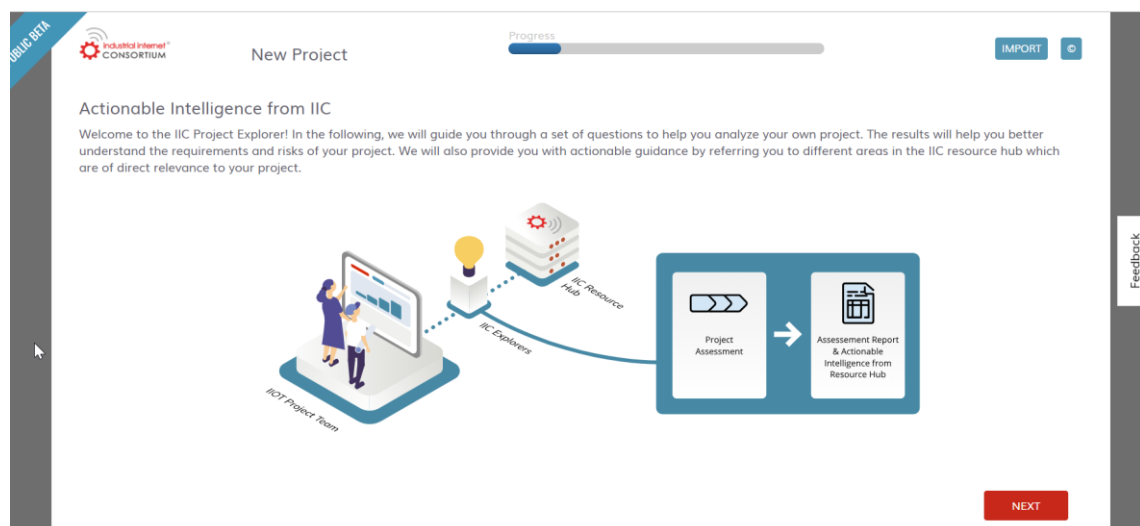 UBLIC BETA
industrial internet®
CONSORTIUM
New Project
Progress
IMPORT
©
Actionable Intelligence from IIC
Welcome to the IIC Project Explorer! In the following, we will guide you through a set of questions to help you analyze your own project. The results will help you better
understand the requirements and risks of your project. We will also provide you with actionable guidance by referring you to different areas in the IIC resource hub which
are of direct relevance to your project.
IIC Resource
Hub
IIC Explorers
IIOT Project Team
Project
Assessment
Assessement Report
& Actionable
Intelligence from
Resource Hub
Feedback
NEXT